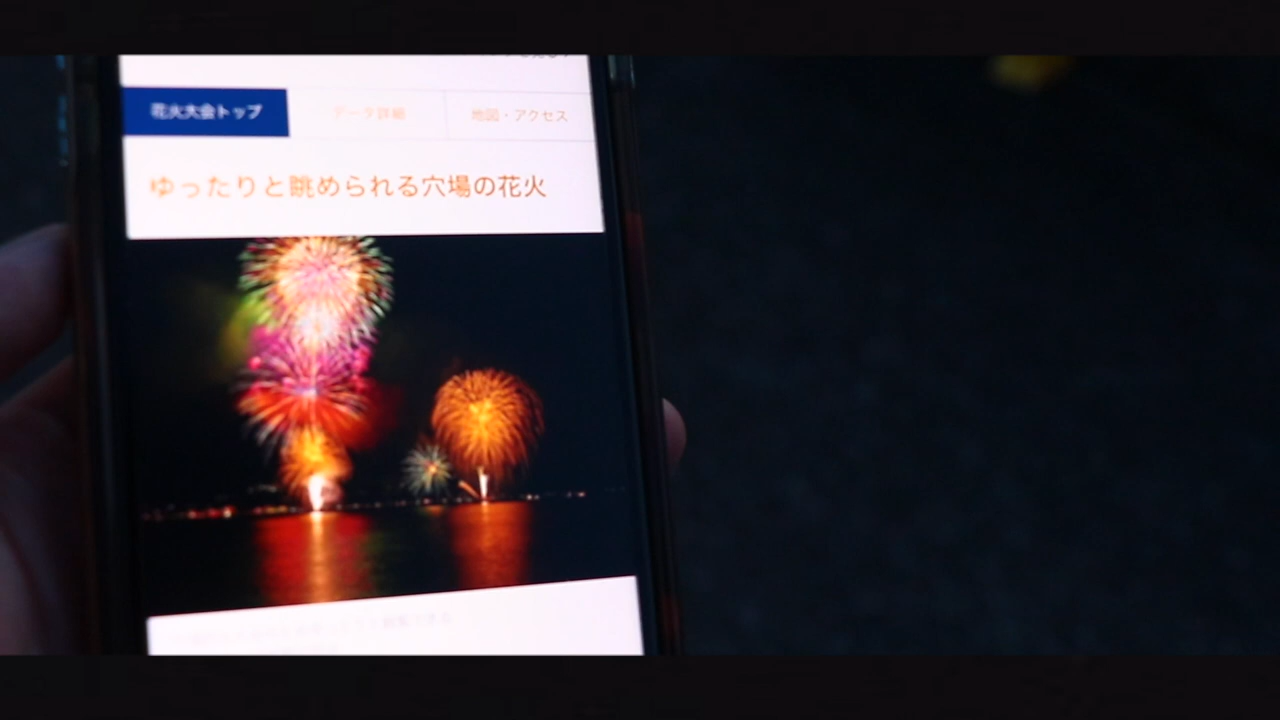 花火大会トップ
データ詳細
地図・アクセス
ゆったりと眺められる穴場の花火